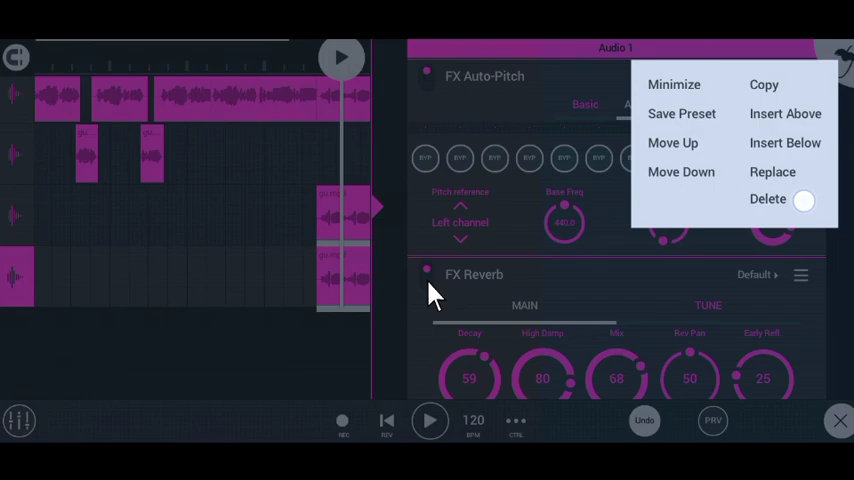 Audio 1
FX Auto-Pitch
Basic
A
Minimize
Copy
Save Preset
Insert Above
Move Up
Insert Below
Move Down
Replace
Delete
BYP BYP BYP BYP BYP BYP
Pitch reference
Base Freq
Left channel
440.0
gu...
gu...
FX Reverb
Default
MAIN
TUNE
Decay
High Damp
Mix
Rev Pan
Early Refl.
59
80
68
50
25
REC
REV
120
BPM
CTRL
Undo
PRV